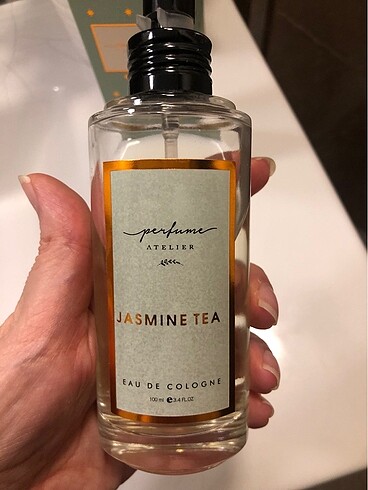 perfume
ATELIER
JASMINE TEA
EAU DE COLOGNE
100 ml ℮ 3.4 FL.OZ